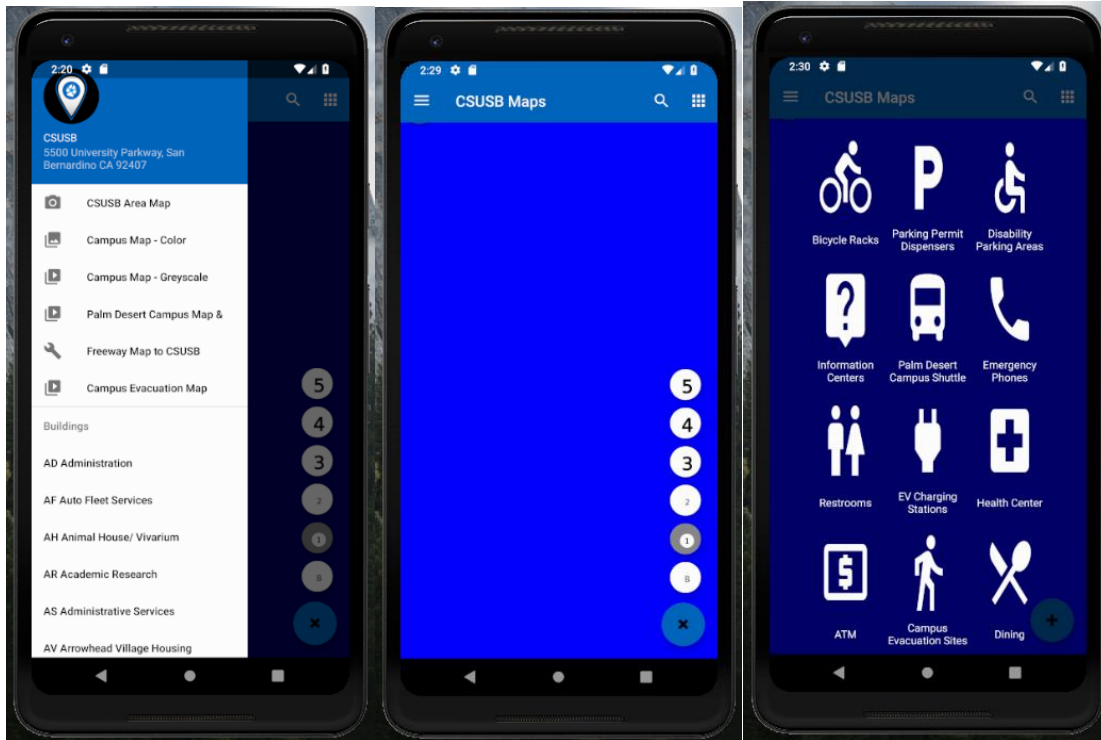 2:20
CSUSB
5500 University Parkway, San
Bernardino CA 92407
CSUSB Area Map
Campus Map - Color
Campus Map - Greyscale
Palm Desert Campus Map &
Freeway Map to CSUSB
Campus Evacuation Map
Buildings
AD Administration
AF Auto Fleet Services
AH Animal House/ Vivarium
AR Academic Research
AS Administrative Services
AV Arrowhead Village Housing
5
4
3
2
1
B
2:29
CSUSB Maps
5
4
3
2
1
B
2:30
CSUSB Maps
P
Bicycle Racks
Parking Permit
Dispensers
Disability
Parking Areas
?
Information
Centers
Palm Desert
Campus Shuttle
Emergency
Phones
Restrooms
EV Charging
Stations
Health Center
$
ATM
Campus
Evacuation Sites
Dining